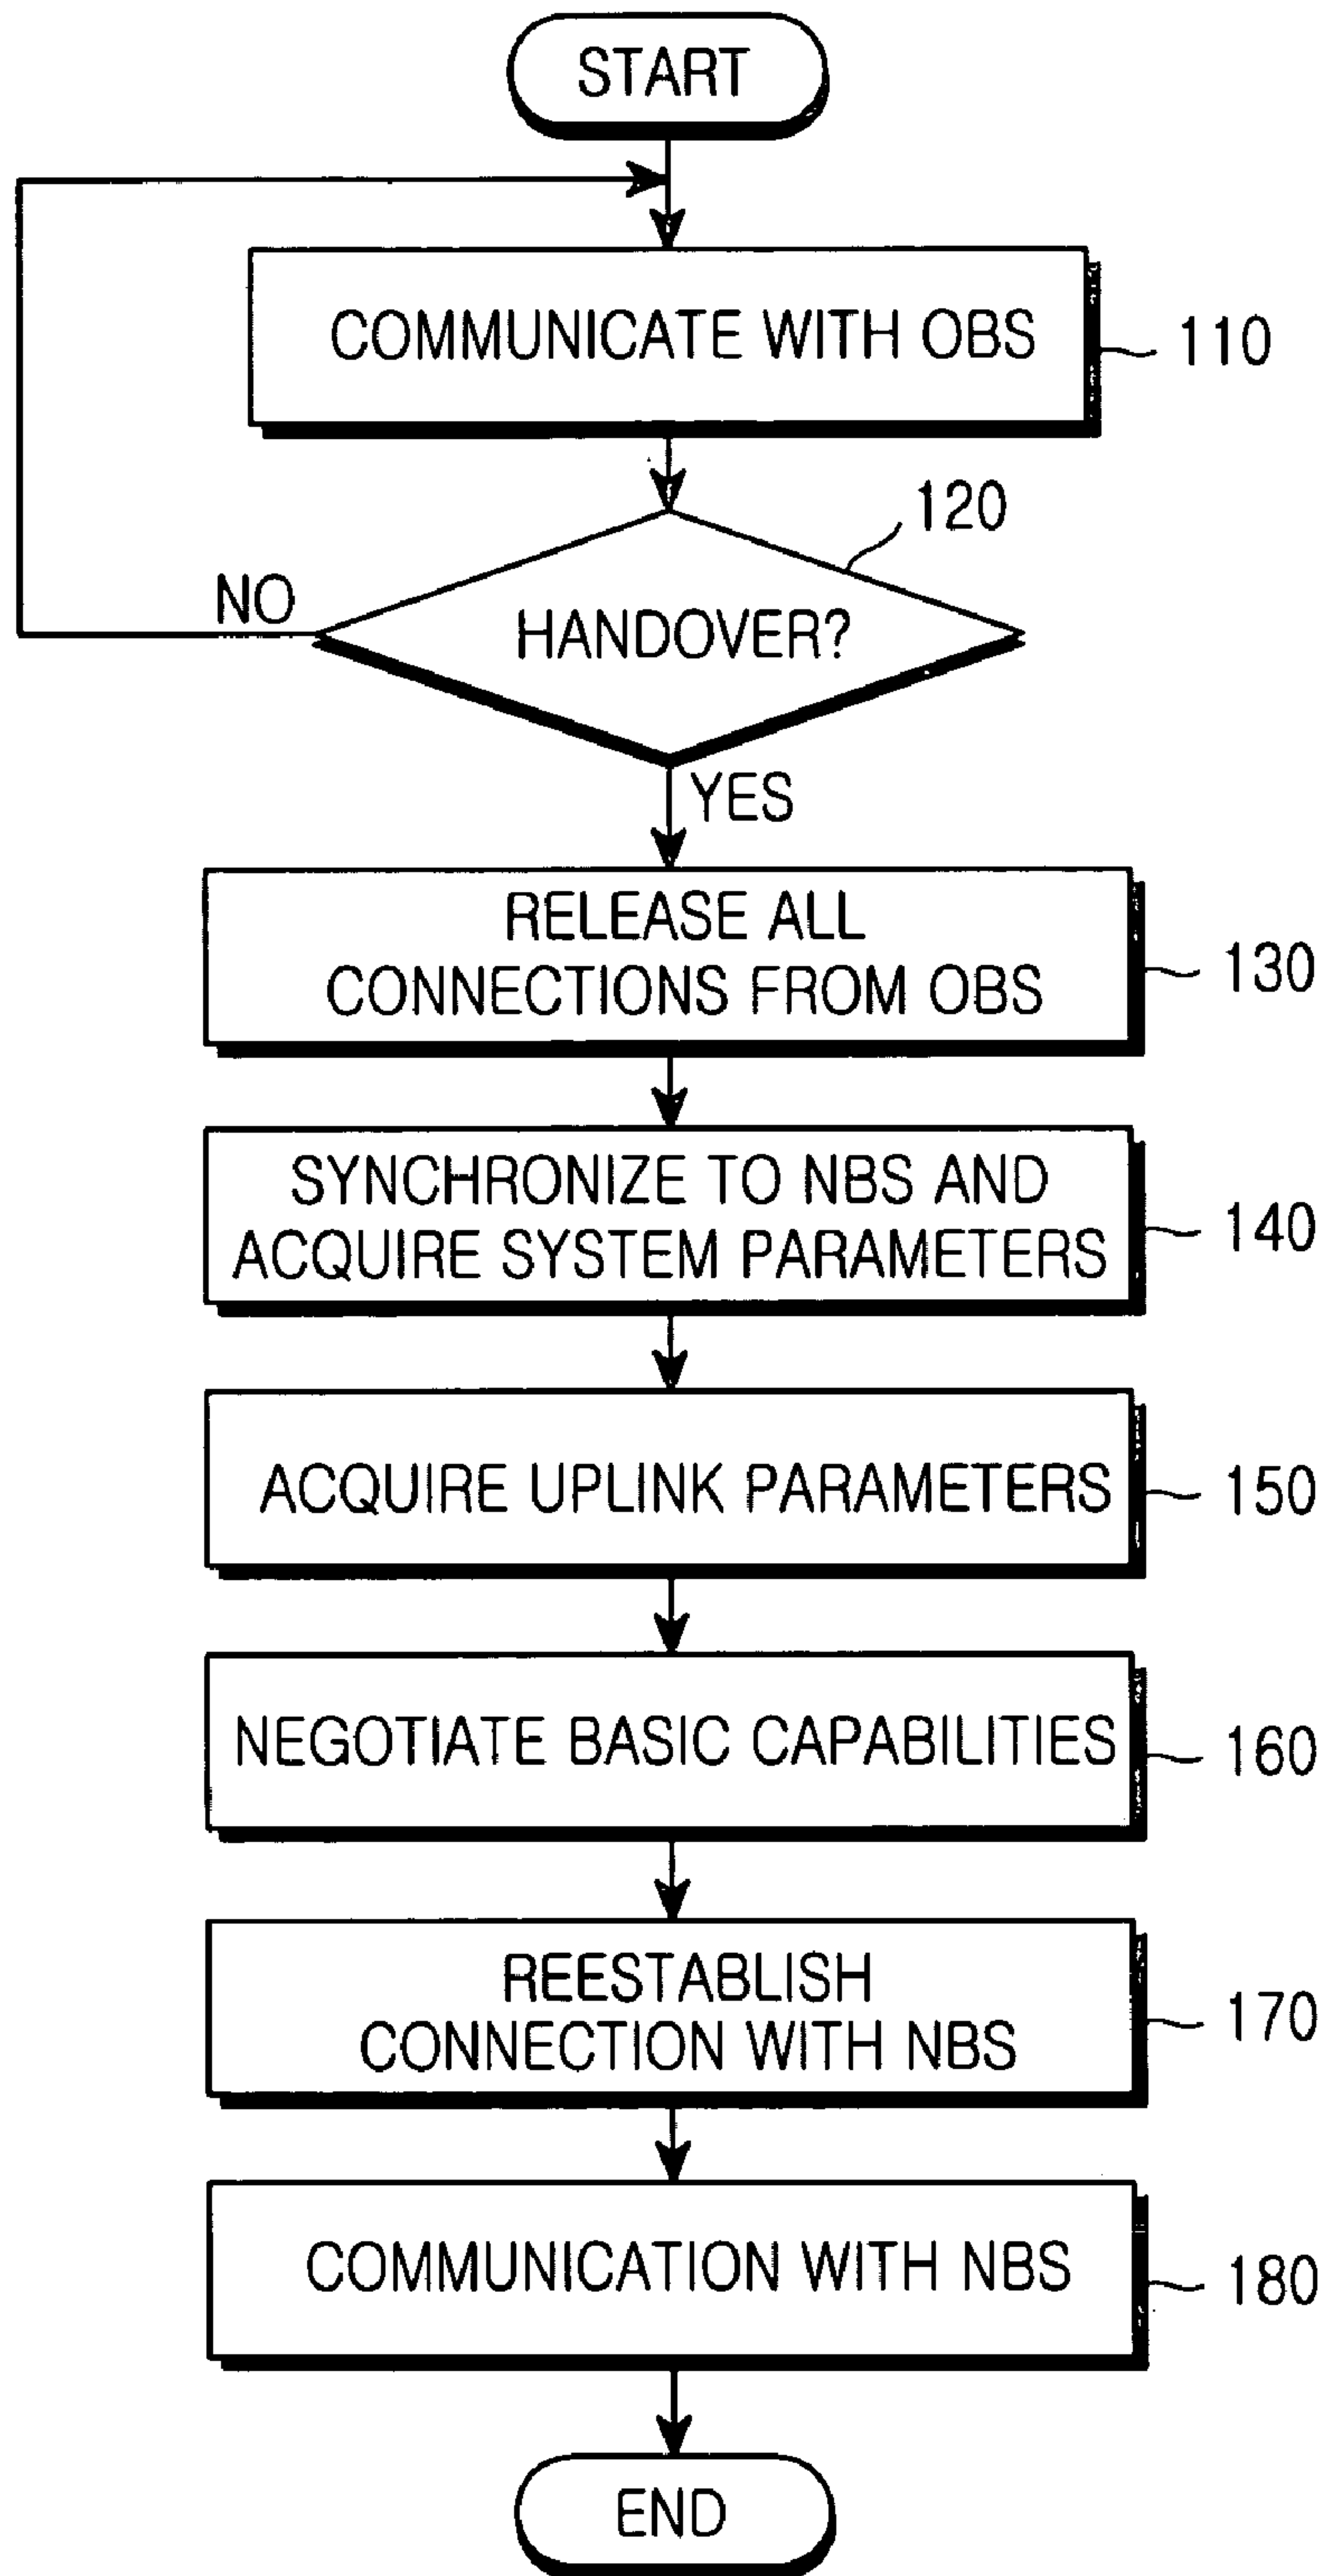 START
COMMUNICATE WITH OBS
110
120
HANDOVER?
NO
YES
RELEASE ALL
CONNECTIONS FROM OBS
130
SYNCHRONIZE TO NBS AND
ACQUIRE SYSTEM PARAMETERS
140
ACQUIRE UPLINK PARAMETERS
150
NEGOTIATE BASIC CAPABILITIES
160
REESTABLISH
CONNECTION WITH NBS
170
COMMUNICATION WITH NBS
180
END